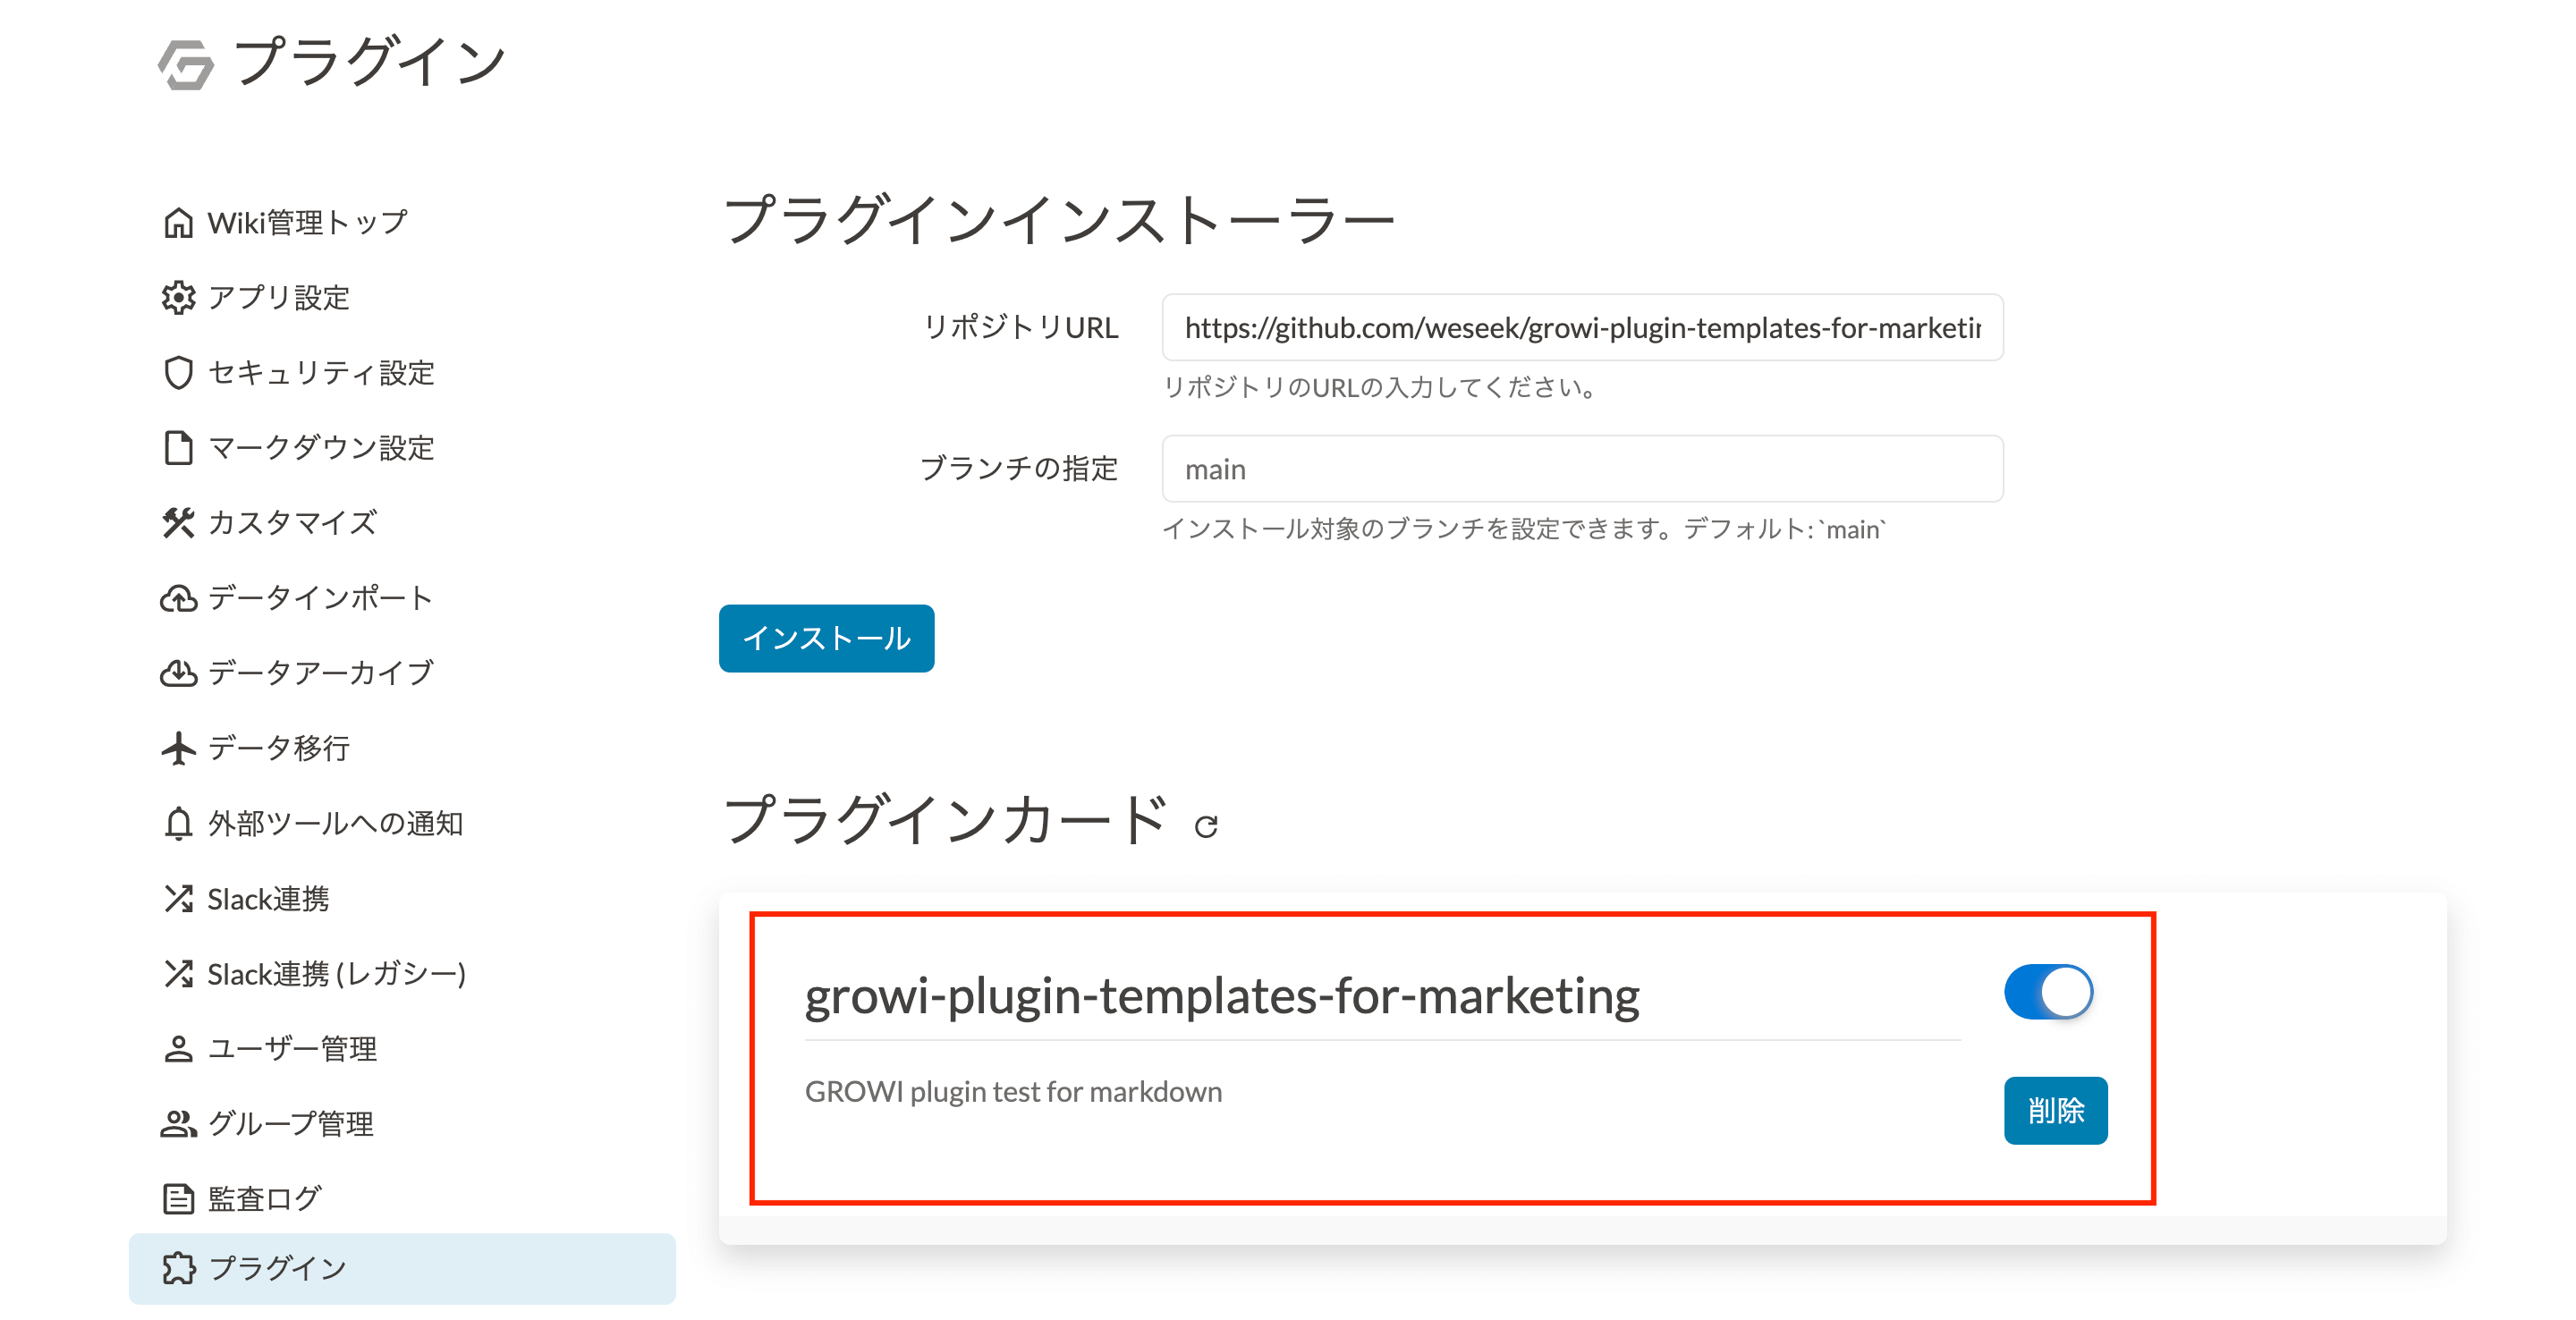 プラグイン
Wiki管理トップ
アプリ設定
セキュリティ設定
マークダウン設定
カスタマイズ
データインポート
データアーカイブ
データ移行
外部ツールへの通知
Slack連携
Slack連携 (レガシー)
ユーザー管理
グループ管理
監査ログ
プラグイン
プラグインインストーラー
リポジトリURL
https://github.com/weseek/growi-plugin-templates-for-marketin
リポジトリのURLの入力してください。
ブランチの指定
main
インストール対象のブランチを設定できます。デフォルト: `main`
インストール
プラグインカード
growi-plugin-templates-for-marketing
GROWI plugin test for markdown
削除